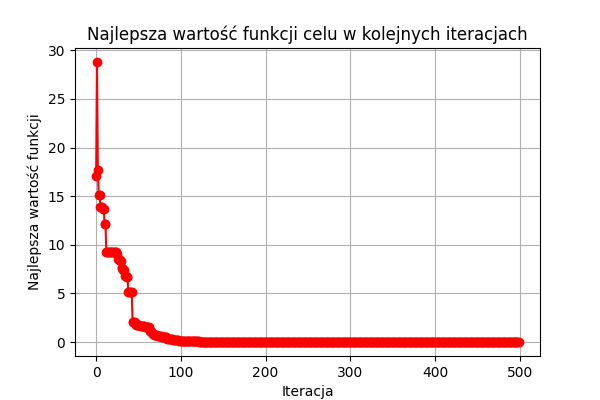 Najlepsza wartość funkcji celu w kolejnych iteracjach
Najlepsza wartość funkcji
30
25
20
15
10
5
0
0 100 200 300 400 500
Iteracja